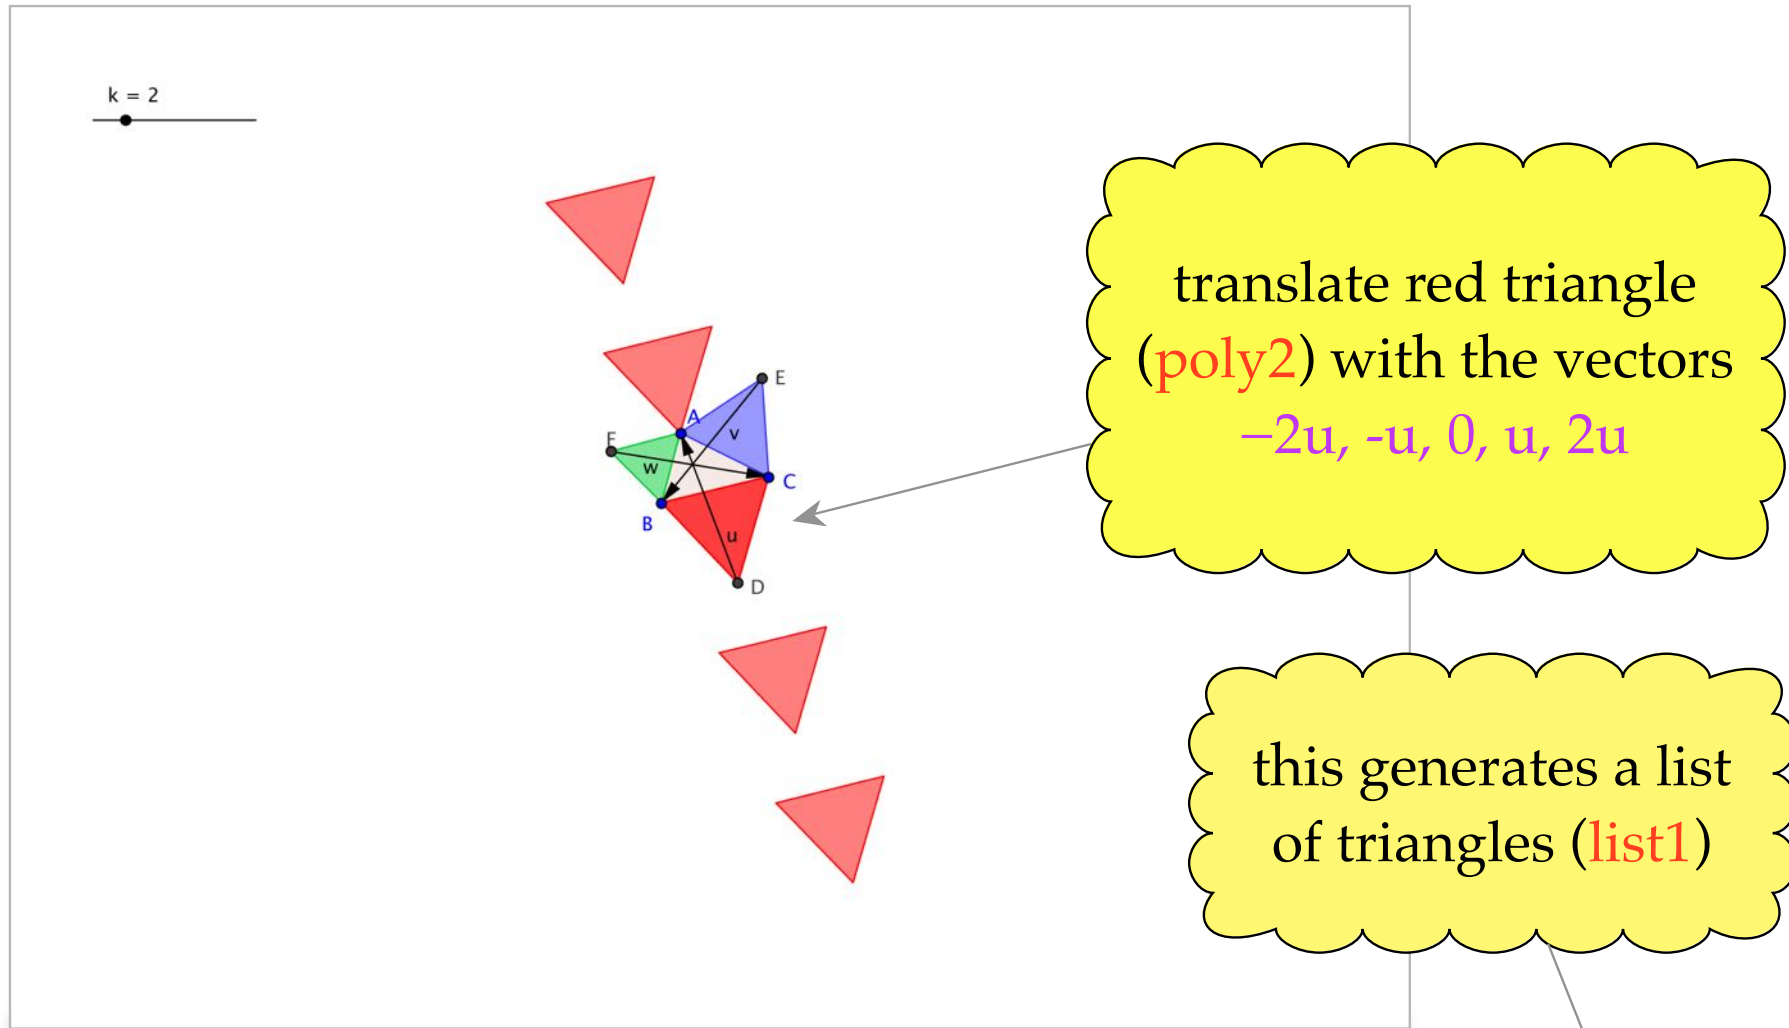 k = 2
E
A
v
F
w
C
B
u
D
translate red triangle
(poly2) with the vectors
−2u, -u, 0, u, 2u
this generates a list
of triangles (list1)